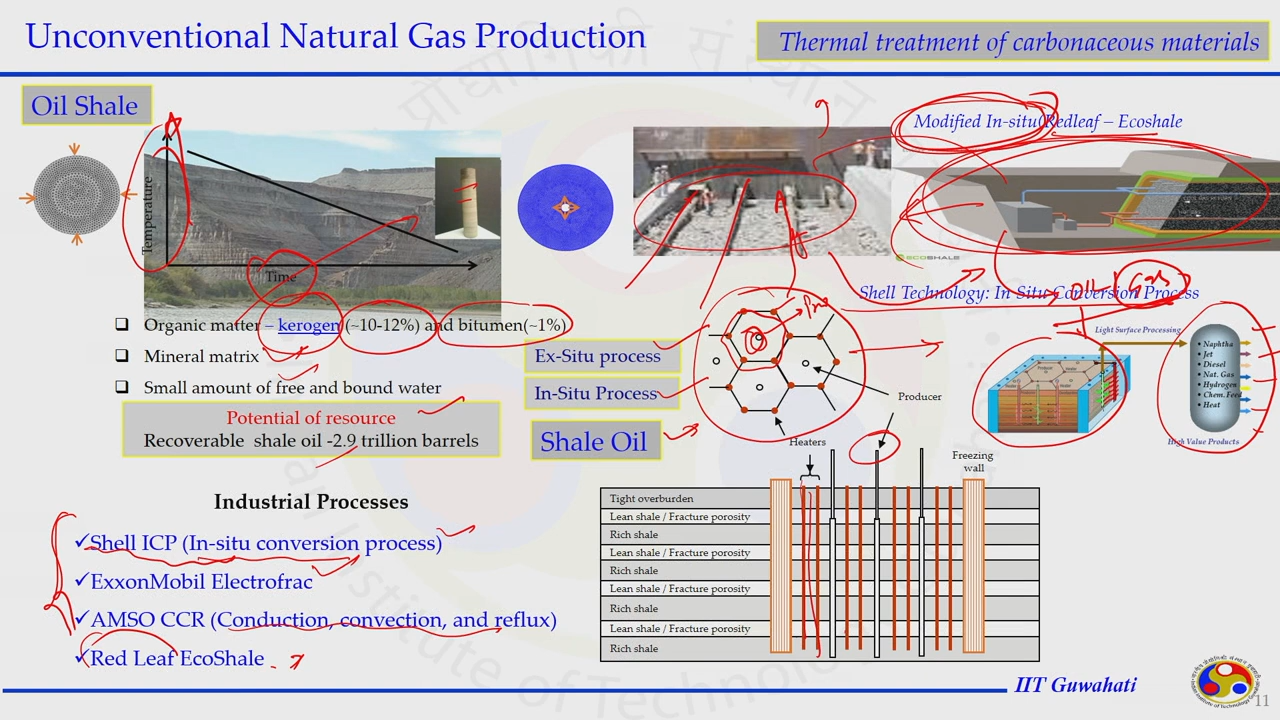 Unconventional Natural Gas Production
Thermal treatment of carbonaceous materials
Oil Shale
Temperature
Time
Modified In-situ(Redleaf – Ecoshale
ECOSHALE
Shell Technology: In Situ Conversion Process
Oil
Gas
❑ Organic matter – kerogen (~10-12%) and bitumen(~1%)
❑ Mineral matrix
❑ Small amount of free and bound water
Potential of resource
Recoverable shale oil -2.9 trillion barrels
Ex-Situ process
In-Situ Process
Shale Oil
Producer
Heaters
Freezing
wall
Light Surface Processing
• Naphtha
• Jet
• Diesel
• Nat. Gas
• Hydrogen
• Chem.Feed
• Heat
High Value Products
Industrial Processes
✓Shell ICP (In-situ conversion process)
✓ExxonMobil Electrofrac
✓AMSO CCR (Conduction, convection, and reflux)
✓Red Leaf EcoShale
Tight overburden
Lean shale / Fracture porosity
Rich shale
Lean shale / Fracture porosity
Rich shale
Lean shale / Fracture porosity
Rich shale
Lean shale / Fracture porosity
Rich shale
IIT Guwahati
11